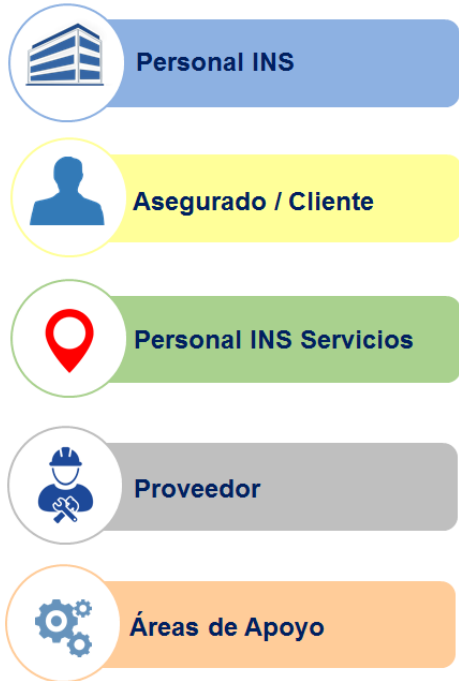 Personal INS
Asegurado / Cliente
Personal INS Servicios
Proveedor
Áreas de Apoyo